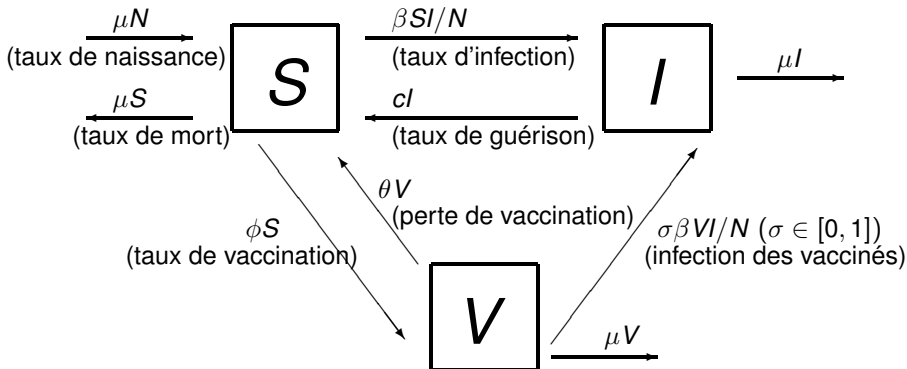 μN
(taux de naissance)
μS
(taux de mort)
S
βSI/N
(taux d'infection)
cI
(taux de guérison)
I
μI
θV
(perte de vaccination)
φS
(taux de vaccination)
σβVI/N (σ ∈ [0, 1])
(infection des vaccinés)
V
μV